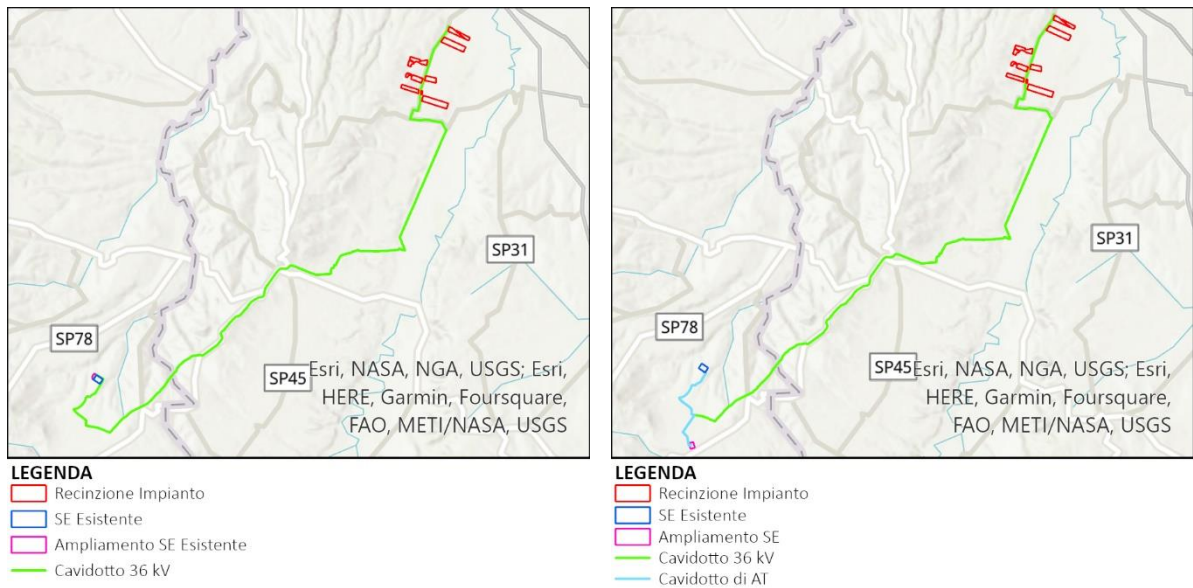 SP31
SP78
SP45
Esri, NASA, NGA, USGS; Esri,
HERE, Garmin, Foursquare,
FAO, METI/NASA, USGS
LEGENDA
Recinzione Impianto
SE Esistente
Ampliamento SE Esistente
Cavidotto 36 kV
SP31
SP78
SP45
Esri, NASA, NGA, USGS; Esri,
HERE, Garmin, Foursquare,
FAO, METI/NASA, USGS
LEGENDA
Recinzione Impianto
SE Esistente
Ampliamento SE
Cavidotto 36 kV
Cavidotto di AT